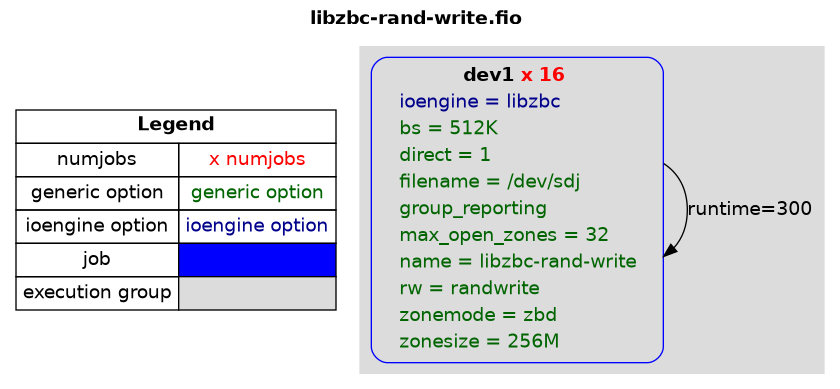 libzbc-rand-write.fio
Legend
numjobs x numjobs
generic option generic option
ioengine option ioengine option
job
execution group
dev1 x 16
ioengine = libzbc
bs = 512K
direct = 1
filename = /dev/sdj
group_reporting
max_open_zones = 32
name = libzbc-rand-write
rw = randwrite
zonemode = zbd
zonesize = 256M
runtime=300